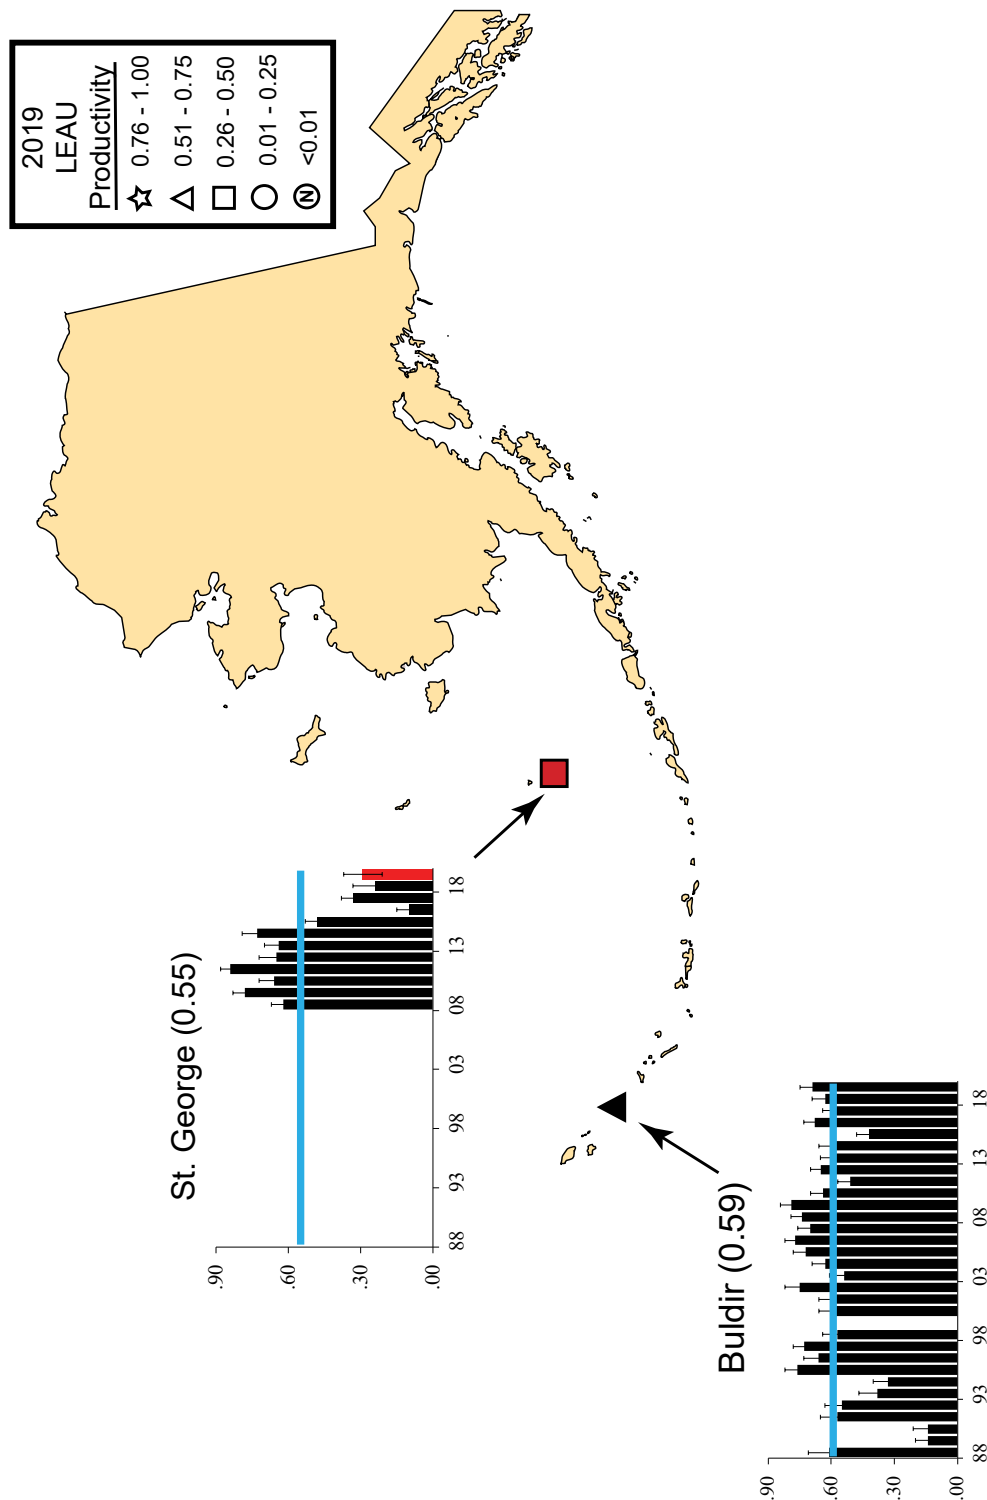 2019
LEAU
Productivity
0.76 - 1.00
0.51 - 0.75
0.26 - 0.50
0.01 - 0.25
N <0.01
St. George (0.55)
.90
.60
.30
.00
88 93 98 03 08 13 18
Buldir (0.59)
.90
.60
.30
.00
88 93 98 03 08 13 18